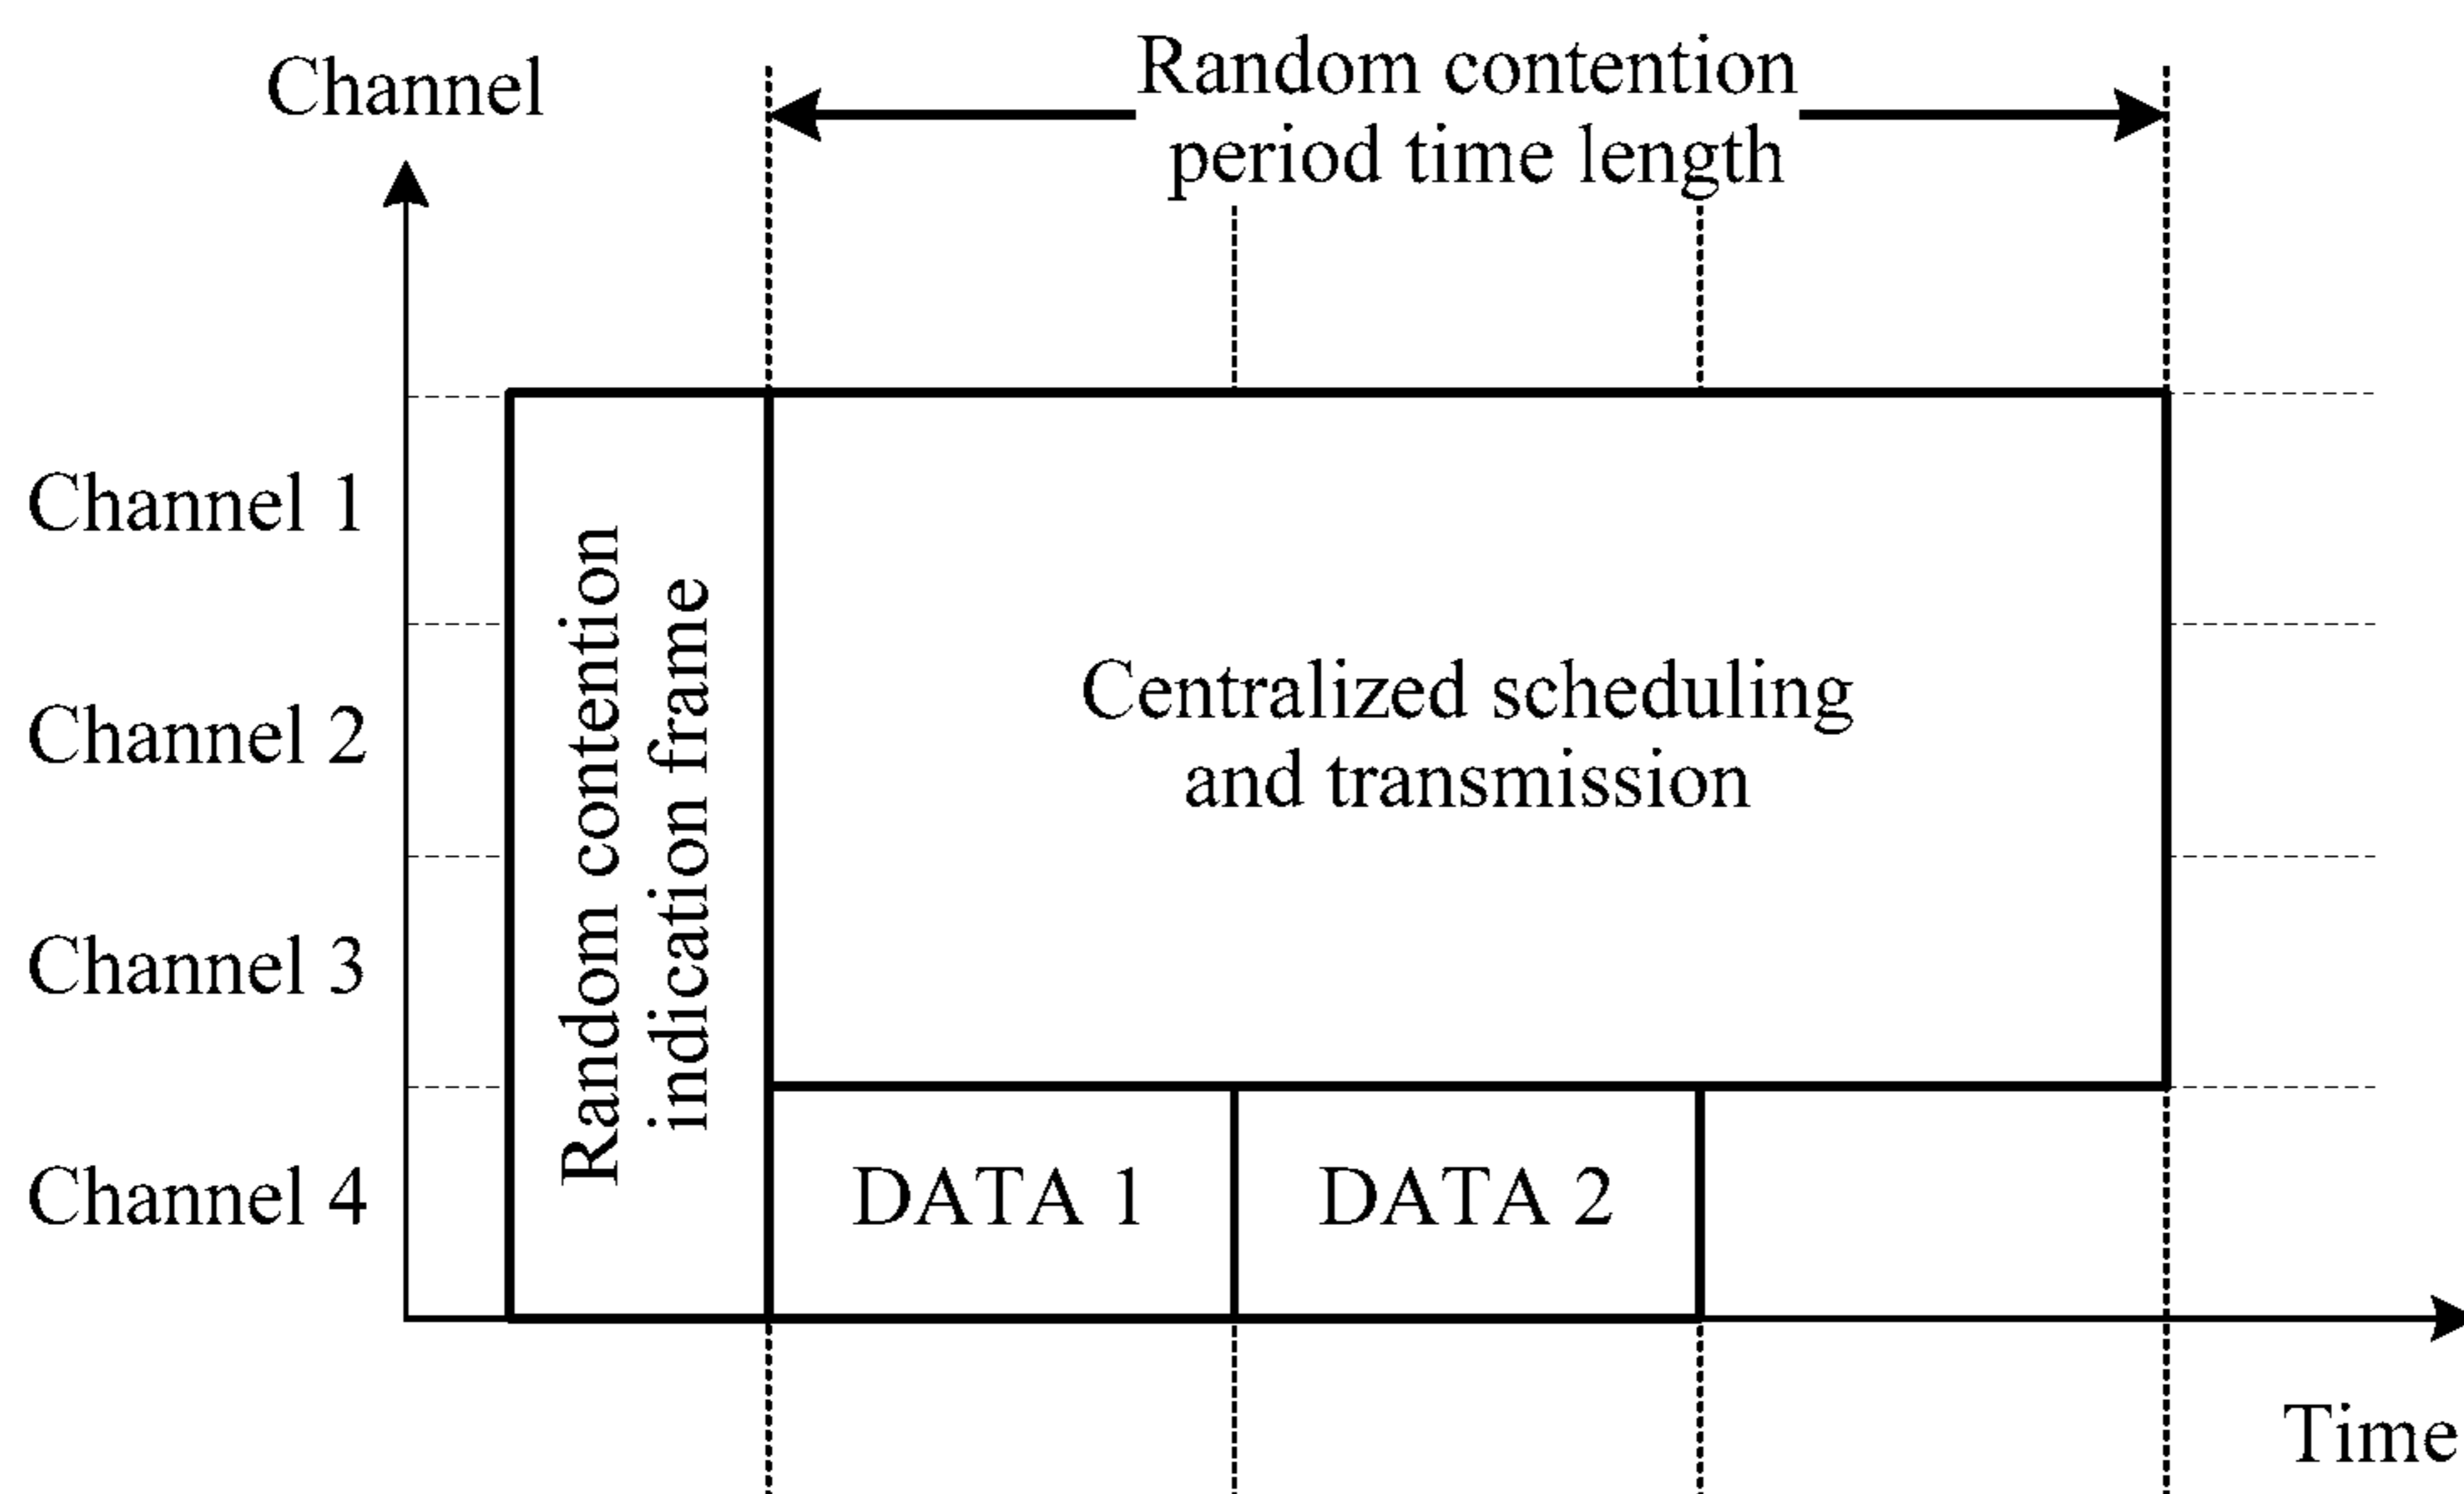 Channel
Random contention
period time length
Channel 1
Channel 2
Channel 3
Channel 4
Random contention
indication frame
Centralized scheduling
and transmission
DATA 1
DATA 2
Time